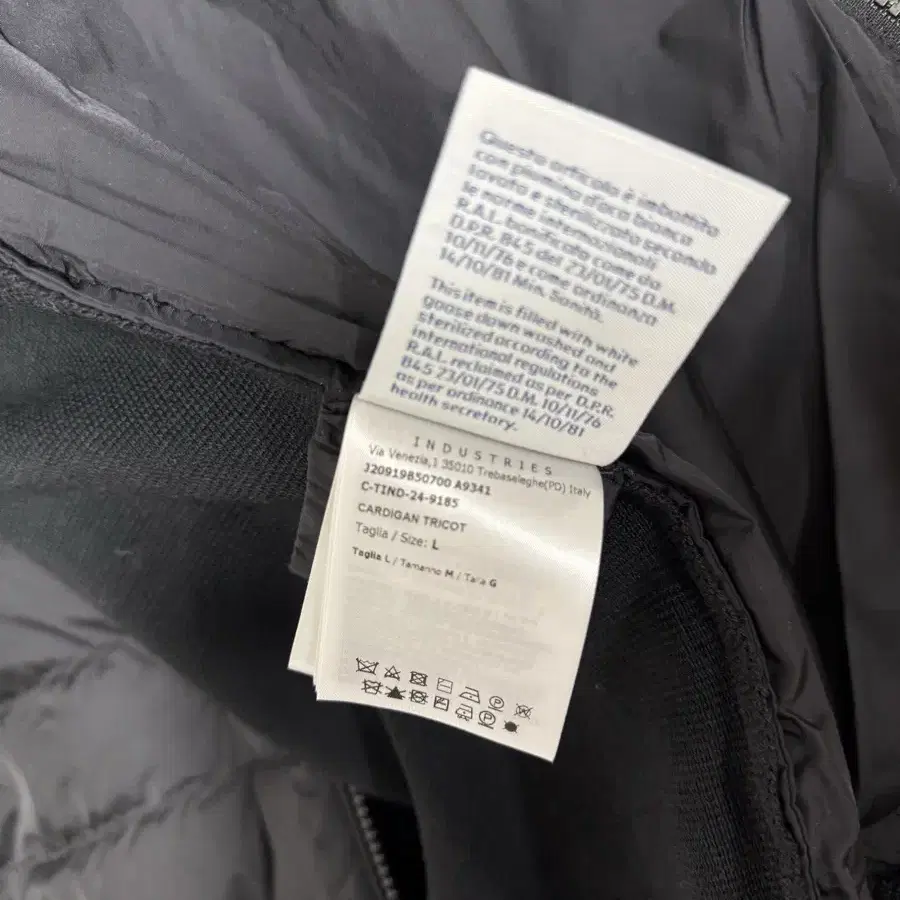 Questo articolo è imbottito
con piumino d'oca bianca
lavato e sterilizzato secondo
le norme internazionali
R.A.I. bonificato come da
D.P.R. 845 del 23/01/75 D.M.
10/11/76 e come ordinanza
14/10/81 Min. Sanità.
This item is filled with white
goose down washed and
sterilized according to the
international regulations
R.A.I. reclaimed as per D.P.R.
845 23/01/75 D.M. 10/11/76
as per ordinance 14/10/81
health secretary.
INDUSTRIES
Via Venezia,1 35010 Trebaseleghe(PD) Italy
J20919B50700 A9341
C-TIND-24-9185
CARDIGAN TRICOT
Taglia / Size: L
Taglia L / Tamanho M / Talla G